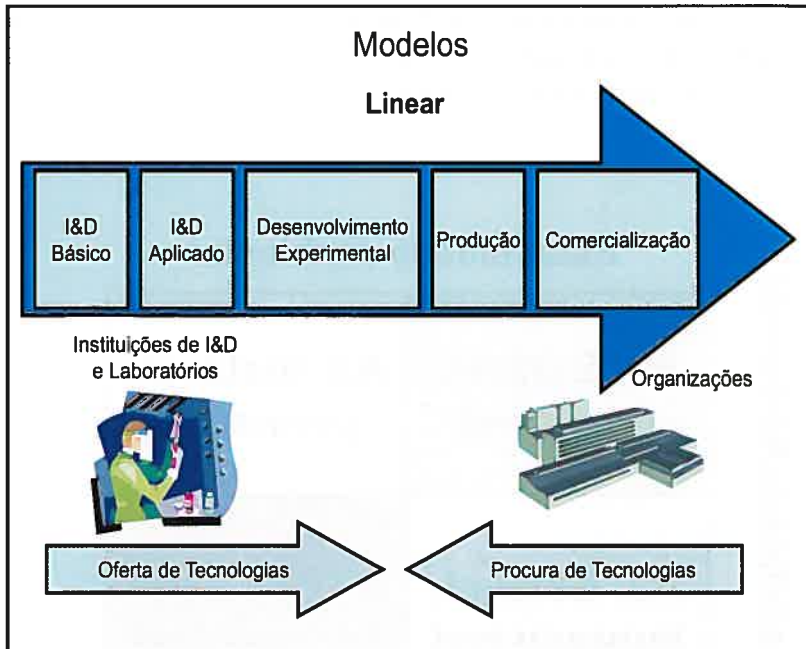 Modelos
Linear
I&D
Básico
I&D
Aplicado
Desenvolvimento
Experimental
Produção
Comercialização
Instituições de I&D
e Laboratórios
Organizações
Oferta de Tecnologias
Procura de Tecnologias